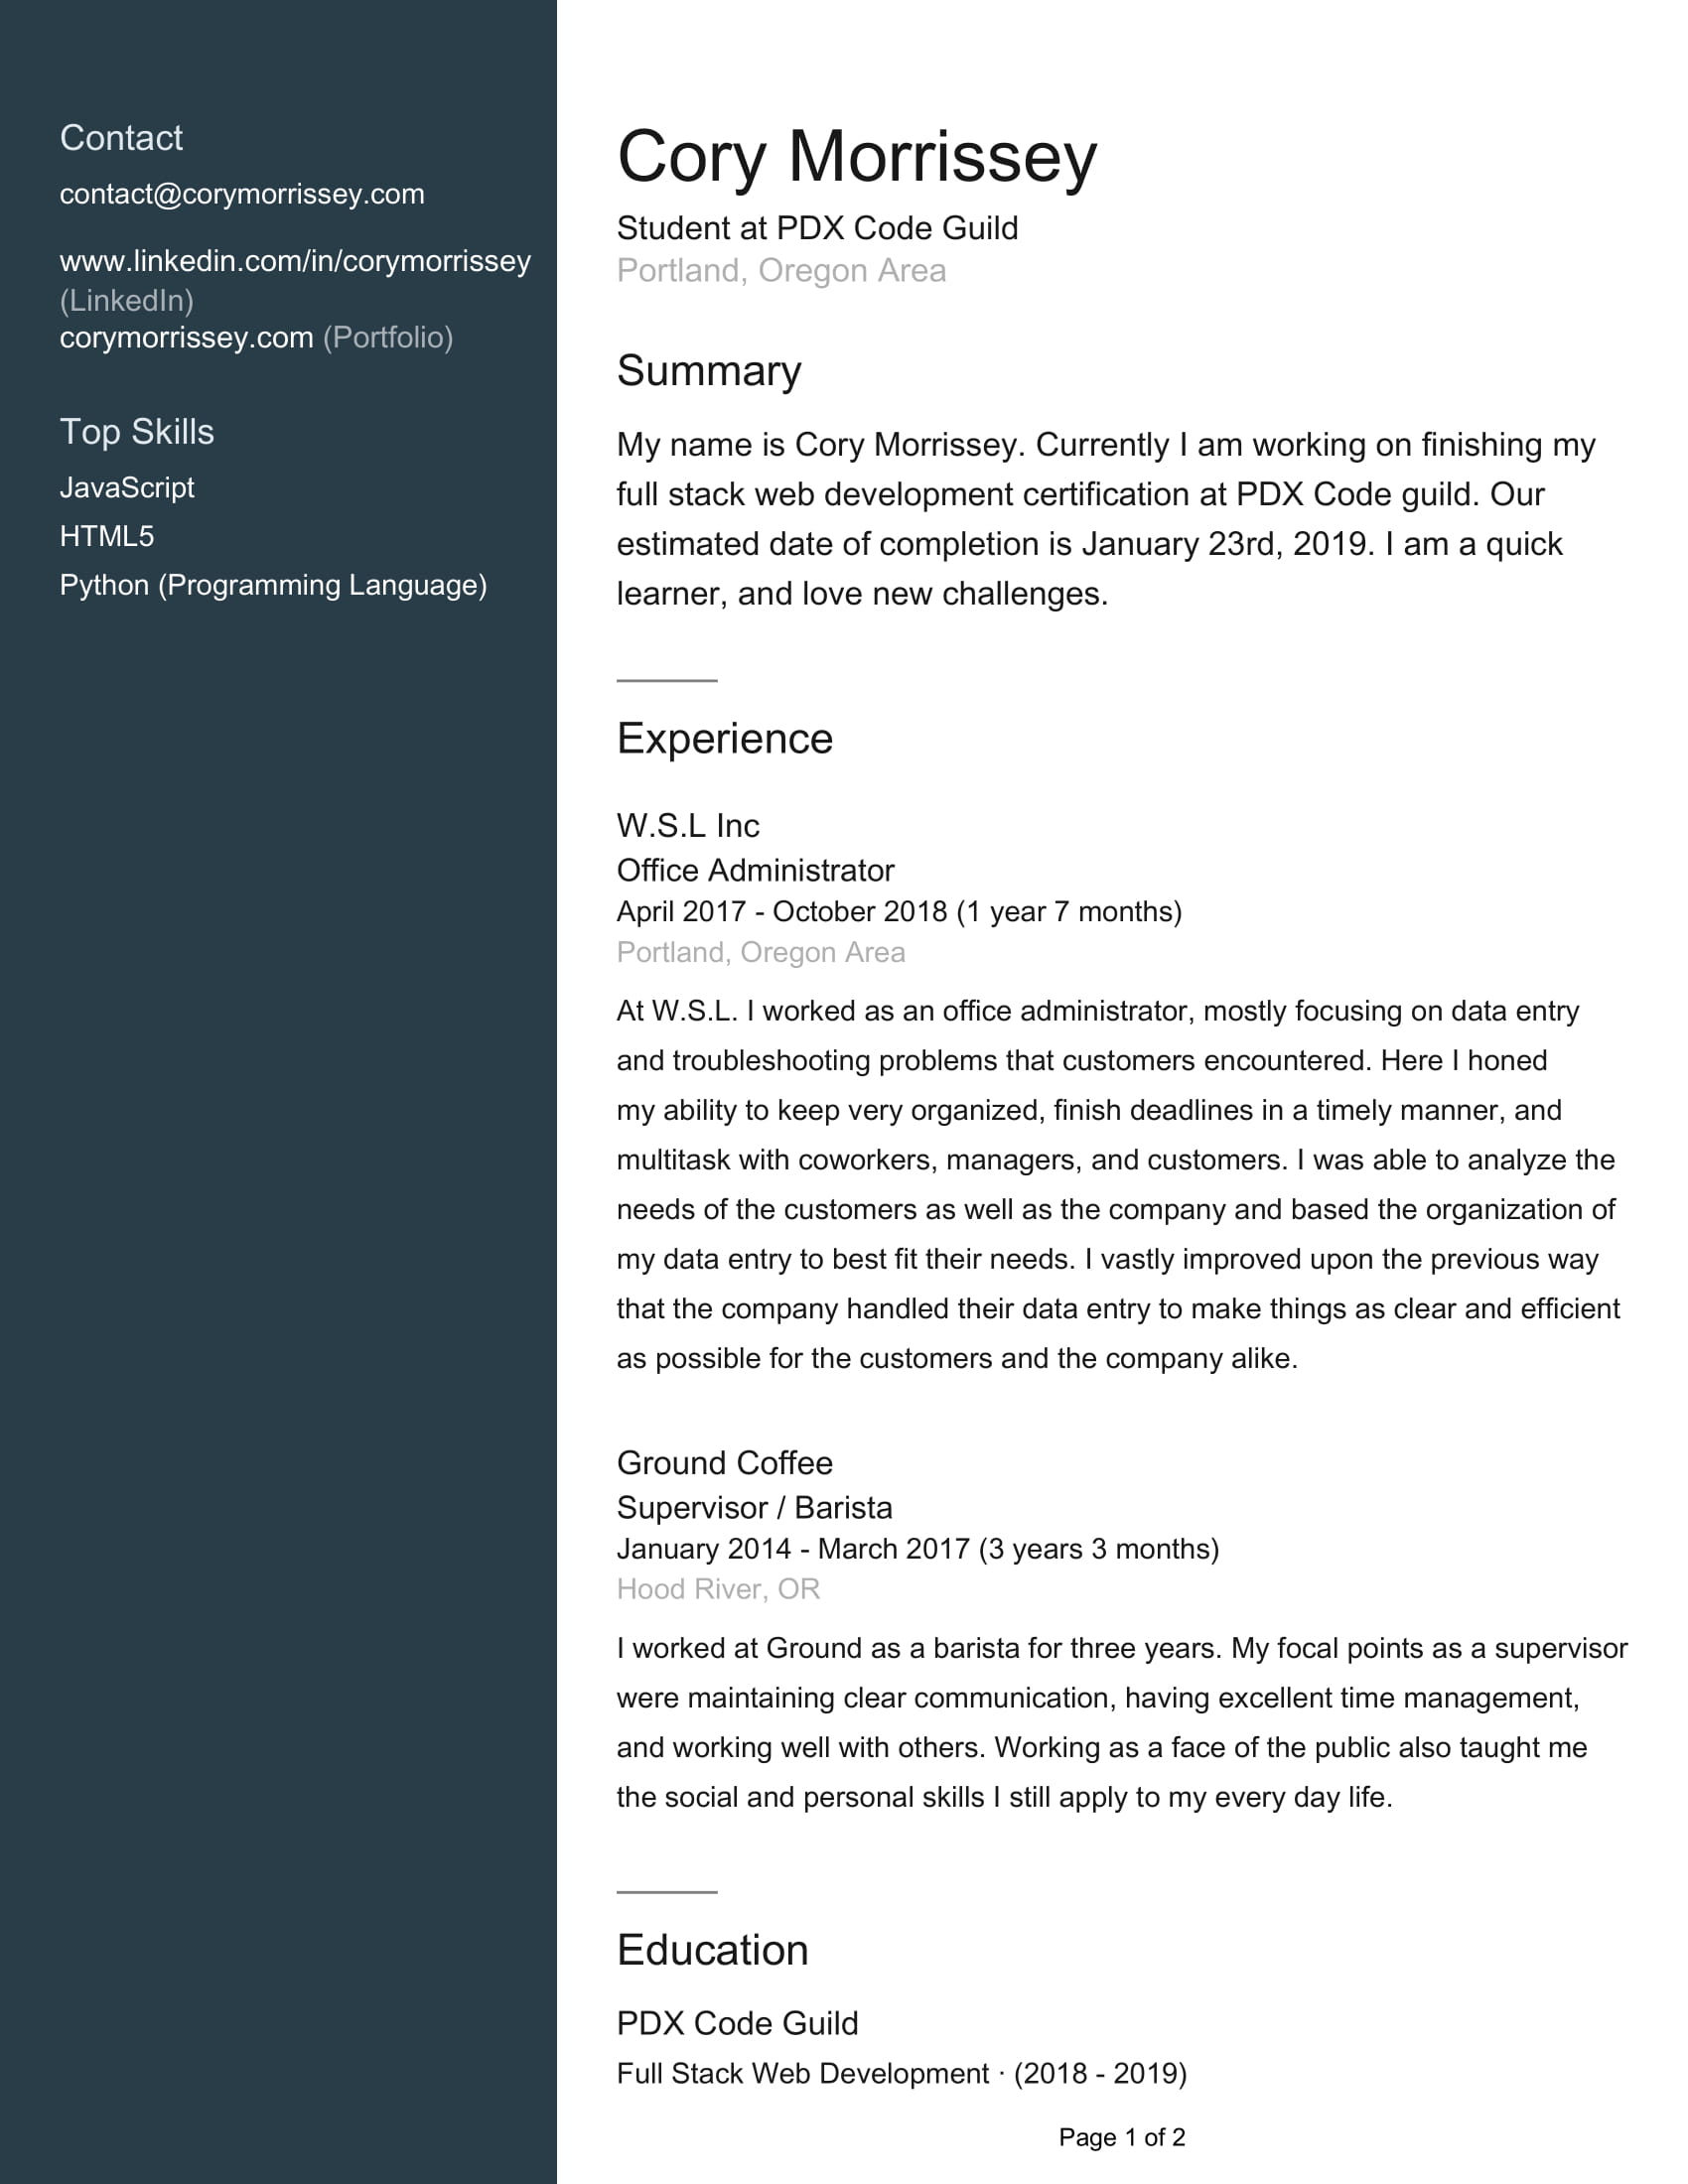 Contact
contact@corymorrissey.com
www.linkedin.com/in/corymorrissey
(LinkedIn)
corymorrissey.com (Portfolio)
Top Skills
JavaScript
HTML5
Python (Programming Language)
Cory Morrissey
Student at PDX Code Guild
Portland, Oregon Area
Summary
My name is Cory Morrissey. Currently I am working on finishing my
full stack web development certification at PDX Code guild. Our
estimated date of completion is January 23rd, 2019. I am a quick
learner, and love new challenges.
Experience
W.S.L Inc
Office Administrator
April 2017 - October 2018 (1 year 7 months)
Portland, Oregon Area
At W.S.L. I worked as an office administrator, mostly focusing on data entry
and troubleshooting problems that customers encountered. Here I honed
my ability to keep very organized, finish deadlines in a timely manner, and
multitask with coworkers, managers, and customers. I was able to analyze the
needs of the customers as well as the company and based the organization of
my data entry to best fit their needs. I vastly improved upon the previous way
that the company handled their data entry to make things as clear and efficient
as possible for the customers and the company alike.
Ground Coffee
Supervisor / Barista
January 2014 - March 2017 (3 years 3 months)
Hood River, OR
I worked at Ground as a barista for three years. My focal points as a supervisor
were maintaining clear communication, having excellent time management,
and working well with others. Working as a face of the public also taught me
the social and personal skills I still apply to my every day life.
Education
PDX Code Guild
Full Stack Web Development · (2018 - 2019)
Page 1 of 2